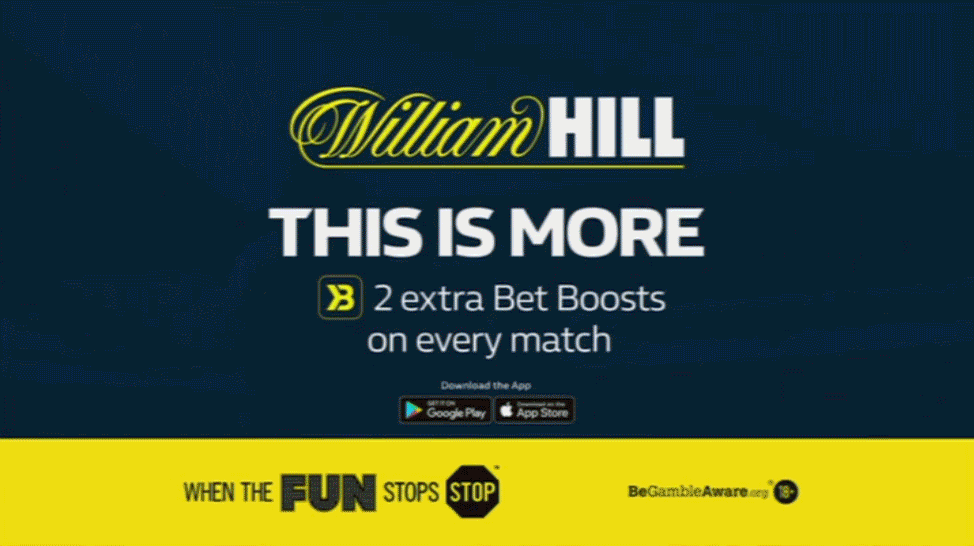 William HILL
THIS IS MORE
2 extra Bet Boosts
on every match
Download the App
GET IT ON
Google Play
Download on the
App Store
WHEN THE FUN STOPS STOP™
BeGambleAware.org® 18+